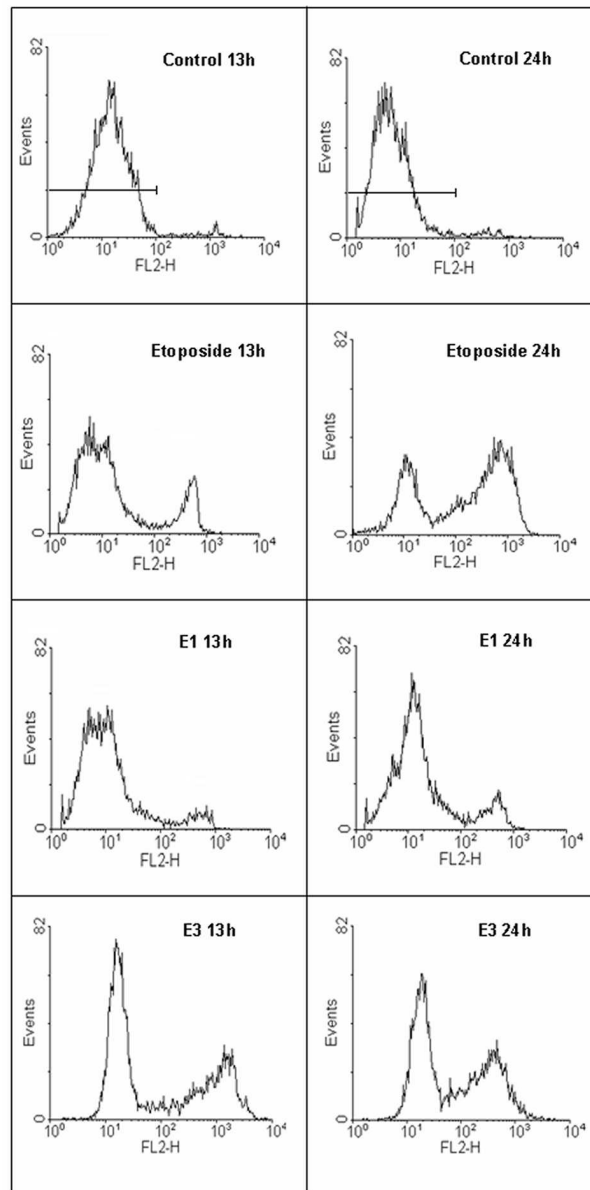 82
Control 13h
Events
0
10^0 10^1 10^2 10^3 10^4
FL2-H
82
Control 24h
Events
0
10^0 10^1 10^2 10^3 10^4
FL2-H
82
Etoposide 13h
Events
0
10^0 10^1 10^2 10^3 10^4
FL2-H
82
Etoposide 24h
Events
0
10^0 10^1 10^2 10^3 10^4
FL2-H
82
E1 13h
Events
0
10^0 10^1 10^2 10^3 10^4
FL2-H
82
E1 24h
Events
0
10^0 10^1 10^2 10^3 10^4
FL2-H
82
E3 13h
Events
0
10^0 10^1 10^2 10^3 10^4
FL2-H
82
E3 24h
Events
0
10^0 10^1 10^2 10^3 10^4
FL2-H